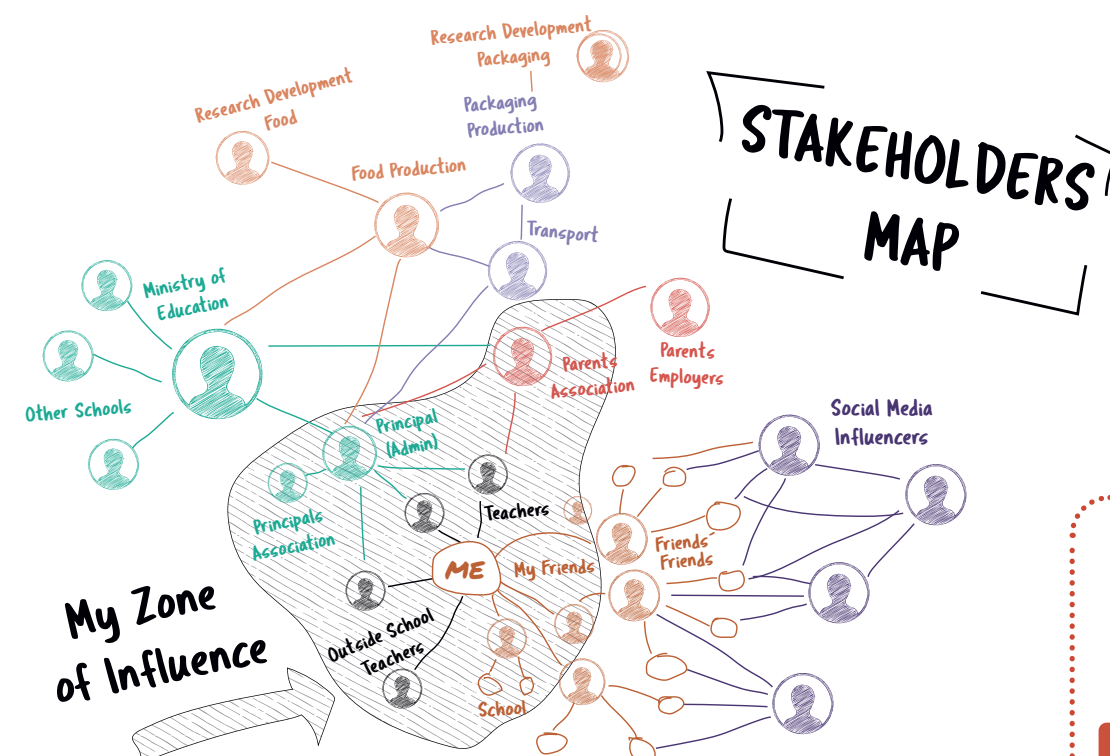 Research Development
Packaging
Packaging
Production
Research Development
Food
Food Production
Transport
STAKEHOLDERS
MAP
Ministry of
Education
Other Schools
Parents
Association
Parents
Employers
Principal
(Admin)
Principals
Association
Teachers
Social Media
Influencers
ME
My Friends
Friends'
Friends
Outside School
Teachers
School
My Zone
of Influence